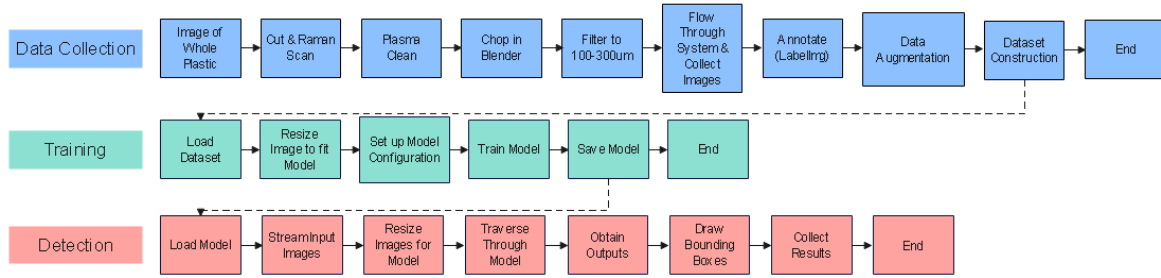 Data Collection
Image of
Whole
Plastic
Cut & Raman
Scan
Plasma
Clean
Chop in
Blender
Filter to
100-300um
Flow
Through
System &
Collect
Images
Annotate
(Labeling)
Data
Augmentation
Dataset
Construction
End
Training
Load
Dataset
Resize
Image to fit
Model
Set up Model
Configuration
Train Model
Save Model
End
Detection
Load Model
StreamInput
Images
Resize
Images for
Model
Traverse
Through
Model
Obtain
Outputs
Draw
Bounding
Boxes
Collect
Results
End